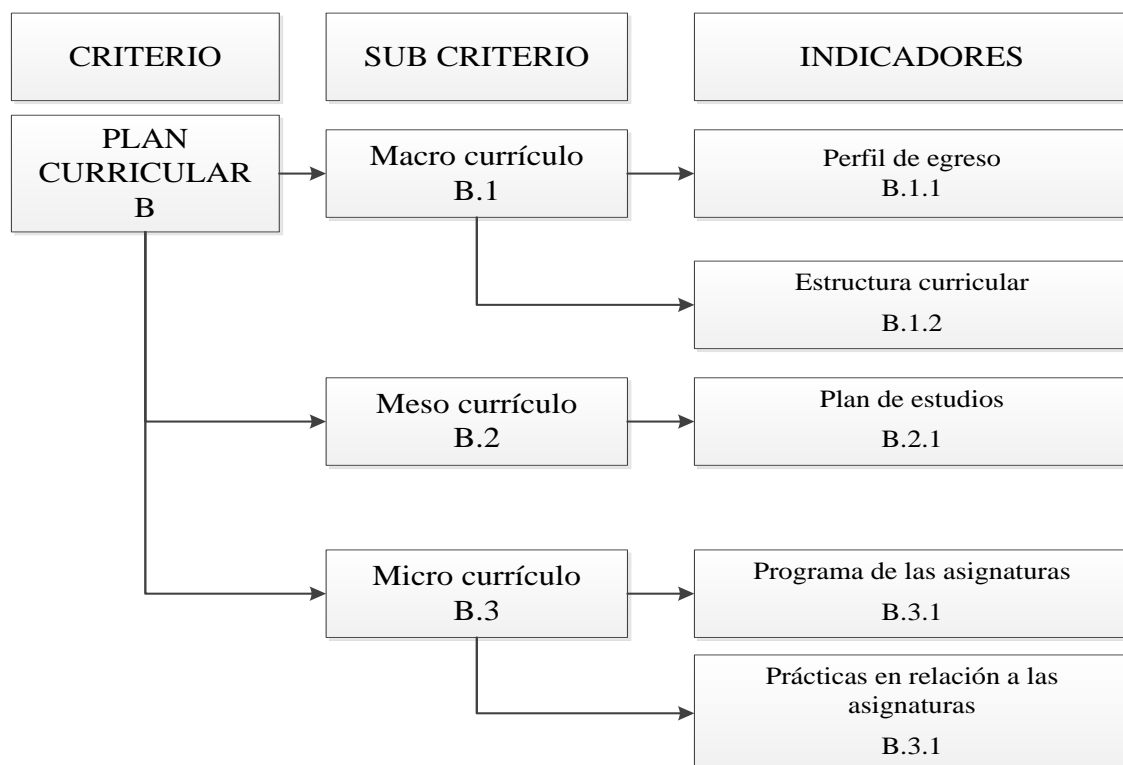 CRITERIO
SUB CRITERIO
INDICADORES
PLAN
CURRICULAR
B
Macro currículo
B.1
Perfil de egreso
B.1.1
Estructura curricular
B.1.2
Meso currículo
B.2
Plan de estudios
B.2.1
Micro currículo
B.3
Programa de las asignaturas
B.3.1
Prácticas en relación a las
asignaturas
B.3.1